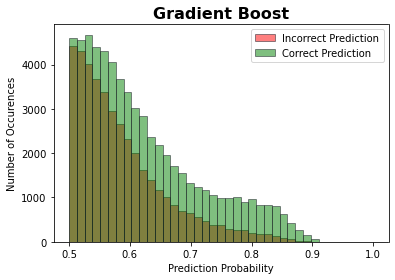 Gradient Boost
Incorrect Prediction
Correct Prediction
Number of Occurences
4000
3000
2000
1000
0
0.5 0.6 0.7 0.8 0.9 1.0
Prediction Probability